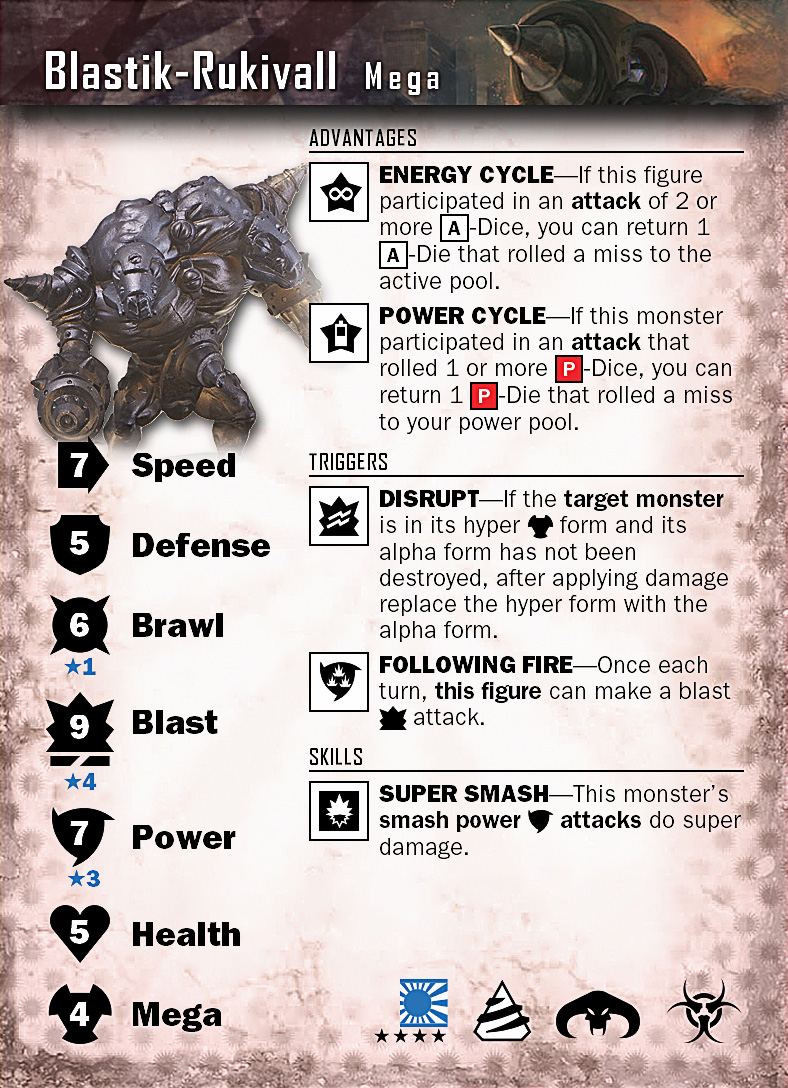 Blastik-Rukivall Mega
ADVANTAGES
ENERGY CYCLE—If this figure
participated in an attack of 2 or
more A-Dice, you can return 1
A-Die that rolled a miss to the
active pool.
POWER CYCLE—If this monster
participated in an attack that
rolled 1 or more P-Dice, you can
return 1 P-Die that rolled a miss
to your power pool.
TRIGGERS
DISRUPT—If the target monster
is in its hyper form and its
alpha form has not been
destroyed, after applying damage
replace the hyper form with the
alpha form.
FOLLOWING FIRE—Once each
turn, this figure can make a blast
attack.
SKILLS
SUPER SMASH—This monster's
smash power attacks do super
damage.
7 Speed
5 Defense
6 Brawl
★1
9 Blast
★4
7 Power
★3
5 Health
4 Mega
★★★★